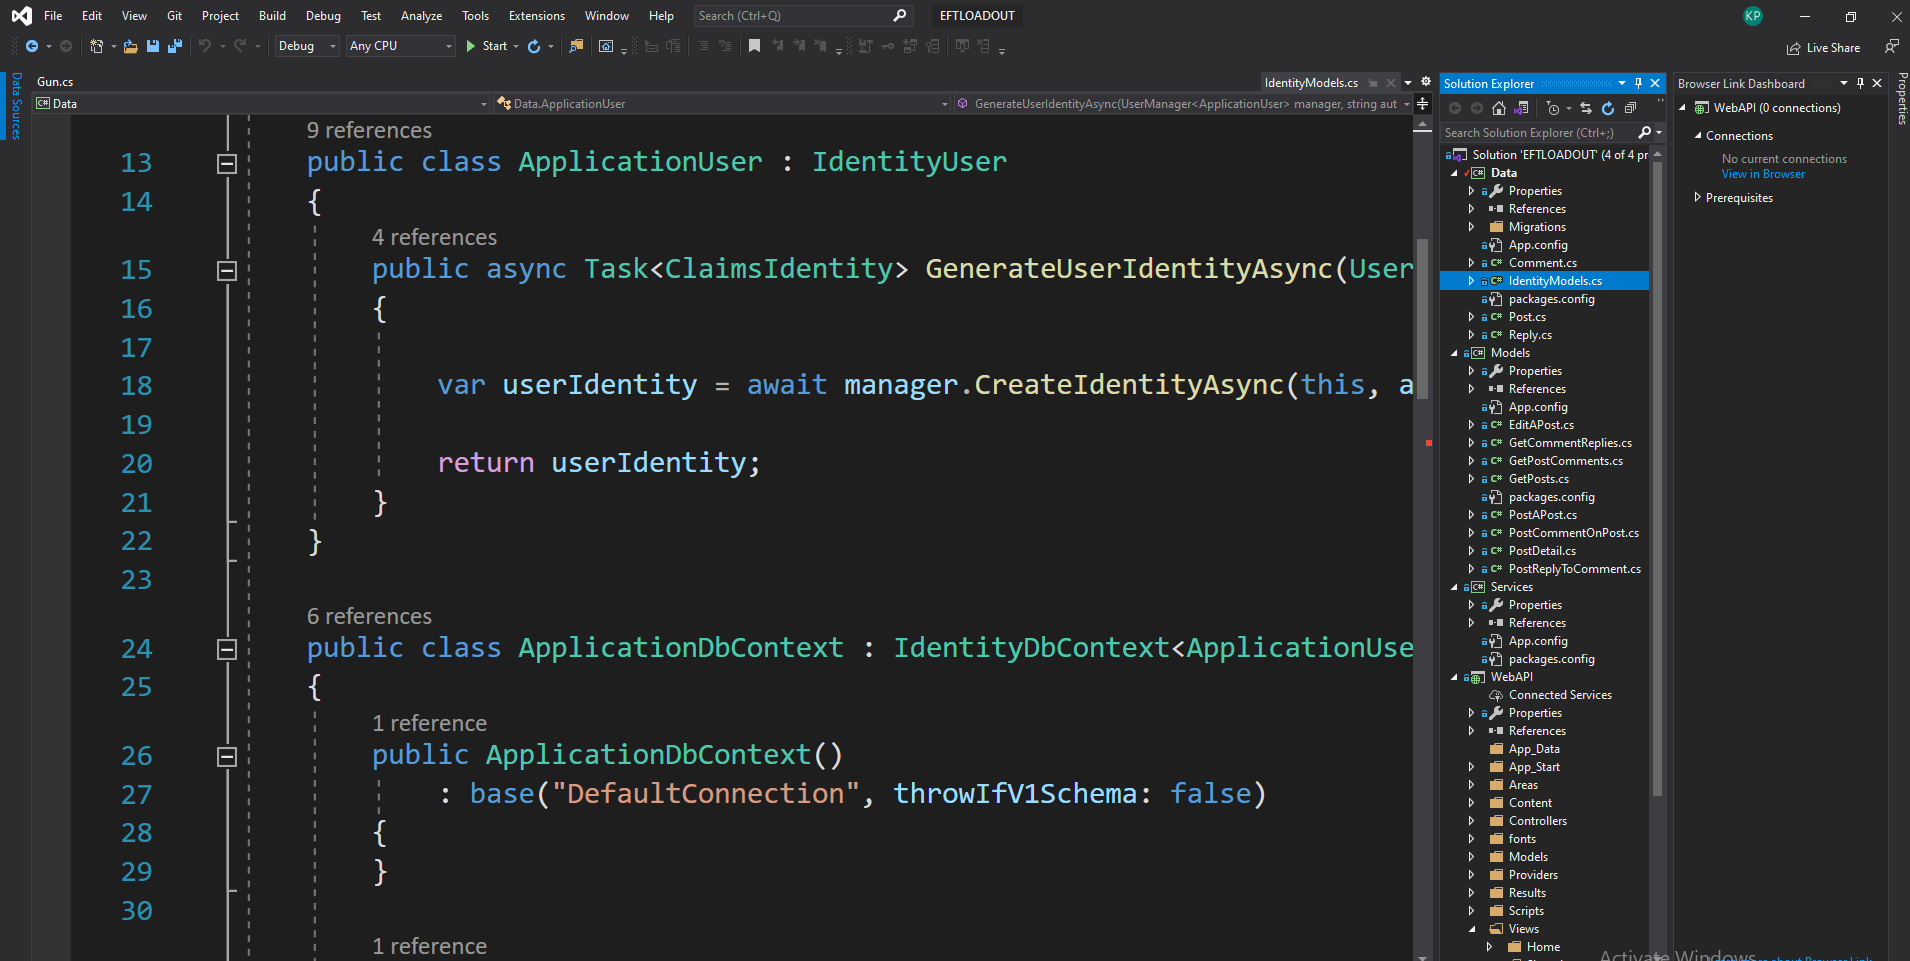 File Edit View Git Project Build Debug Test Analyze Tools Extensions Window Help Search (Ctrl+Q) EFTLOADOUT KP
Debug Any CPU Start Live Share
Data Sources
Gun.cs IdentityModels.cs
Data Data.ApplicationUser GenerateUserIdentityAsync(UserManager<ApplicationUser> manager, string aut
9 references
13 public class ApplicationUser : IdentityUser
14 {
4 references
15 public async Task<ClaimsIdentity> GenerateUserIdentityAsync(User
16 {
17
18 var userIdentity = await manager.CreateIdentityAsync(this, a
19
20 return userIdentity;
21 }
22 }
23
6 references
24 public class ApplicationDbContext : IdentityDbContext<ApplicationUse
25 {
1 reference
26 public ApplicationDbContext()
27 : base("DefaultConnection", throwIfV1Schema: false)
28 {
29 }
30
1 reference
Solution Explorer
Search Solution Explorer (Ctrl+;)
Solution 'EFTLOADOUT' (4 of 4 pr
Data
Properties
References
Migrations
App.config
Comment.cs
IdentityModels.cs
packages.config
Post.cs
Reply.cs
Models
Properties
References
App.config
EditAPost.cs
GetCommentReplies.cs
GetPostComments.cs
GetPosts.cs
packages.config
PostAPost.cs
PostCommentOnPost.cs
PostDetail.cs
PostReplyToComment.cs
Services
Properties
References
App.config
packages.config
WebAPI
Connected Services
Properties
References
App_Data
App_Start
Areas
Content
Controllers
fonts
Models
Providers
Results
Scripts
Views
Home
Browser Link Dashboard
WebAPI (0 connections)
Connections
No current connections
View in Browser
Prerequisites
Properties
Activate Windows